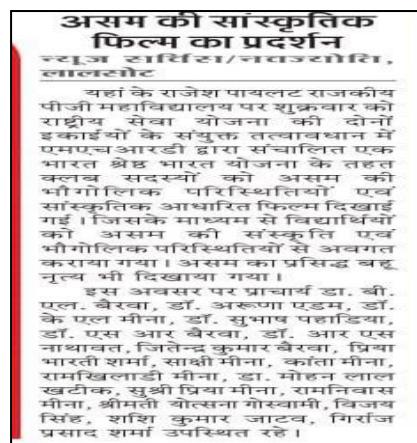 असम की सांस्कृतिक
फिल्म का प्रदर्शन
न्यूज सर्विस/नवज्योति,
लालसोट
यहां के राजेश पायलट राजकीय
पीजी महाविद्यालय पर शुक्रवार को
राष्ट्रीय सेवा योजना की दोनों
इकाईयों के संयुक्त तत्वावधान में
एमएचआरडी द्वारा संचालित एक
भारत श्रेष्ठ भारत योजना के तहत
क्लब सदस्यों को असम की
भौगोलिक परिस्थितियों एवं
सांस्कृतिक आधारित फिल्म दिखाई
गई। जिसके माध्यम से विद्यार्थियों
को असम की संस्कृति एवं
भौगोलिक परिस्थितियों से अवगत
कराया गया। असम का प्रसिद्ध बहू
नृत्य भी दिखाया गया।
इस अवसर पर प्राचार्य डा. बी.
एल. बैरवा, डॉ. अरूणा एडम, डॉ.
के एल मीना, डॉ. सुभाष पहाडिया,
डॉ. एस आर बैरवा, डॉ. आर एस
नाथावत, जितेन्द्र कुमार बैरवा, प्रिया
भारती शर्मा, साक्षी मीना, कांता मीना,
रामखिलाडी मीना, डा. मोहन लाल
खटीक, सुश्री प्रिया मीना, रामनिवास
मीना, श्रीमती योत्सना गोस्वामी, विजय
सिंह, शशि कुमार जाटव, गिर्राज
प्रसाद शर्मा उपस्थित रहे।